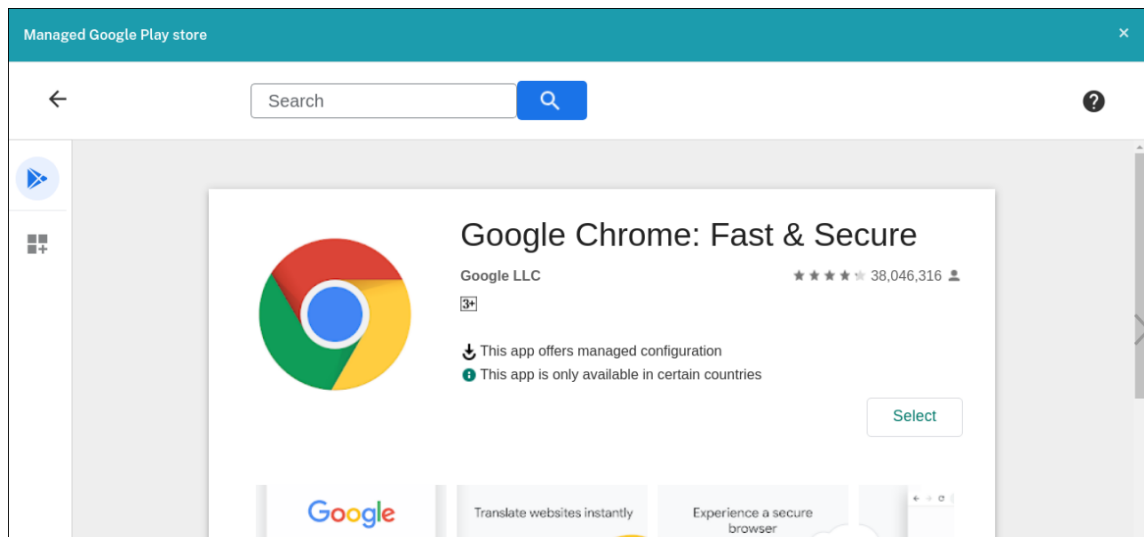 Managed Google Play store
Search
Google Chrome: Fast & Secure
Google LLC
38,046,316
3+
This app offers managed configuration
This app is only available in certain countries
Select
Google
Translate websites instantly
Experience a secure
browser